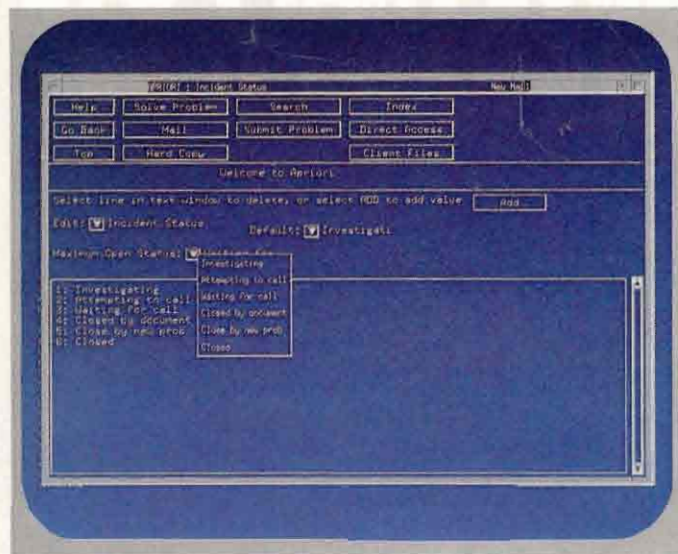 APRIORI : Incident Status New Mail
Help Solve Problem Search Index
Go Back Mail Submit Problem Direct Access
Top Hard Copy Client Files
Welcome to Apriori
Select line in text window to delete, or select ADD to add value Add
Edit: Incident Status
Default: Investigati
Maximum Open Status: Waiting for
Investigating
Attempting to call
Waiting for call
Closed by document
Close by new prob
Closed
1: Investigating
2: Attempting to call
3: Waiting for call
4: Closed by document
5: Close by new prob
6: Closed